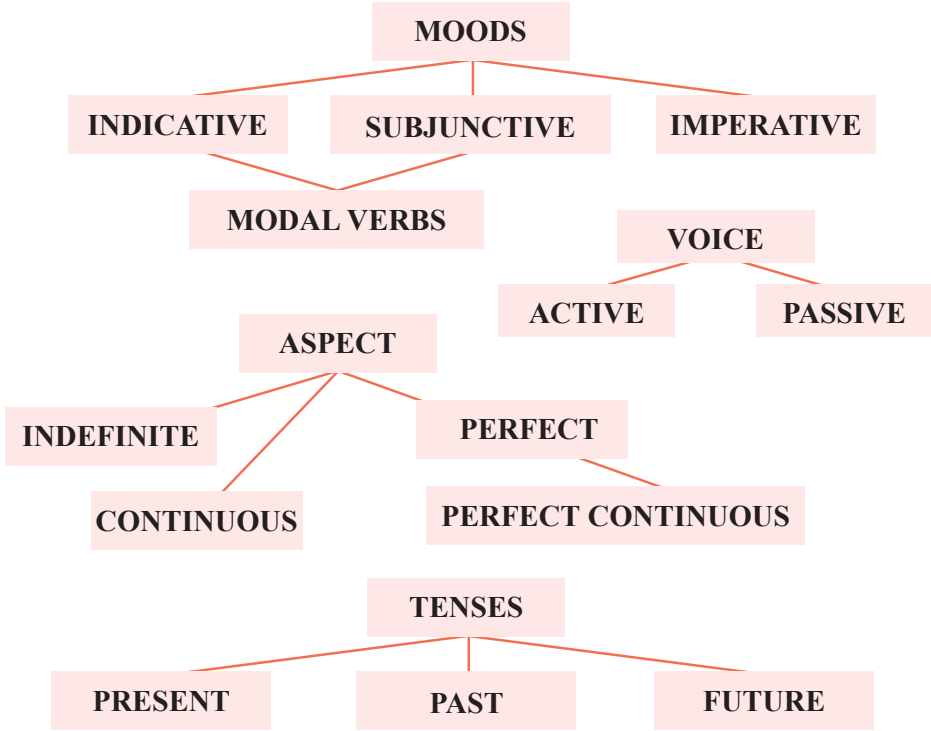 MOODS
INDICATIVE
SUBJUNCTIVE
IMPERATIVE
MODAL VERBS
VOICE
ACTIVE
PASSIVE
ASPECT
INDEFINITE
PERFECT
CONTINUOUS
PERFECT CONTINUOUS
TENSES
PRESENT
PAST
FUTURE